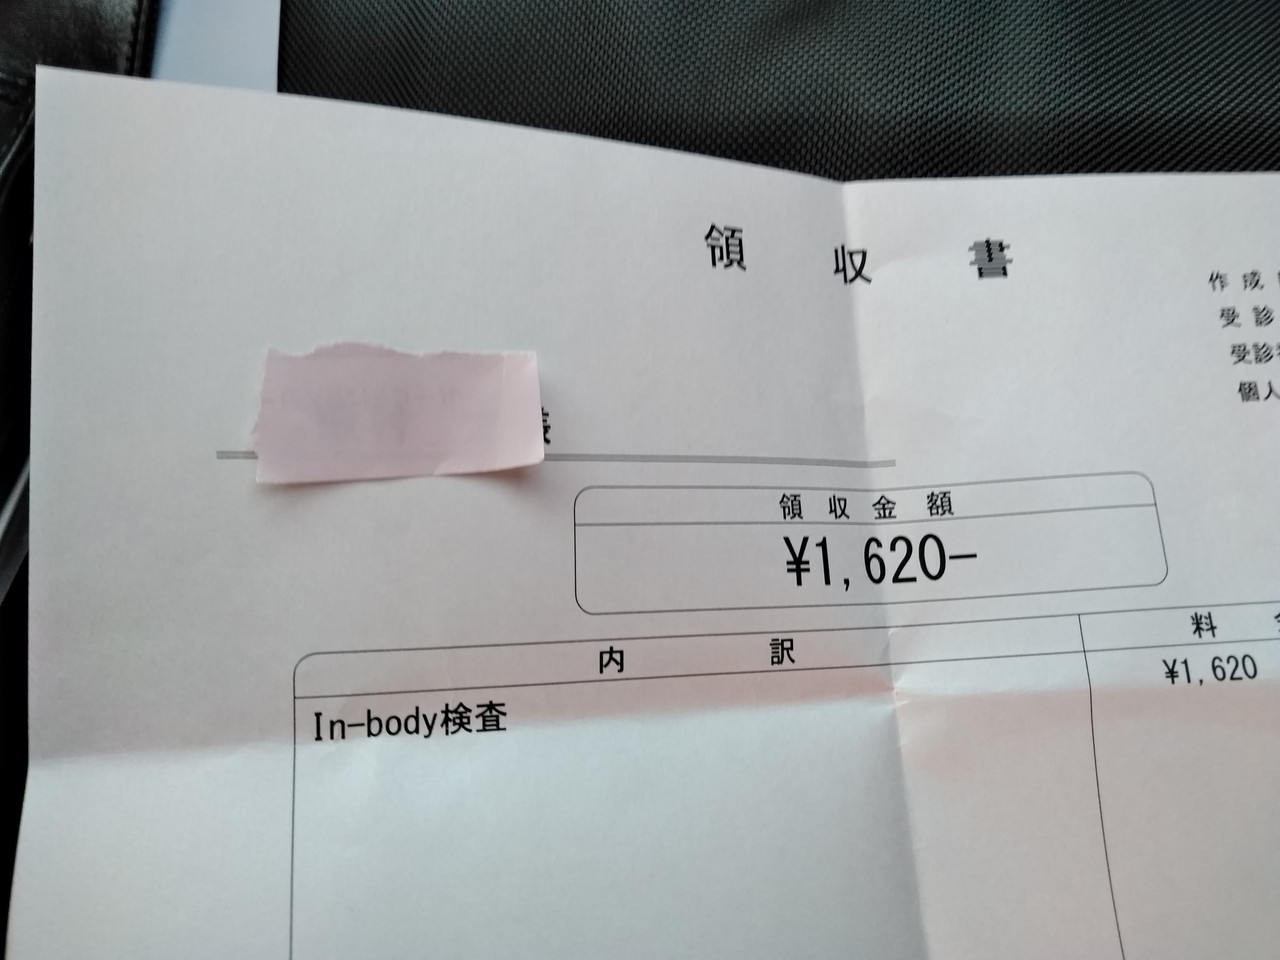 領収書
作成
受診
受診
個人
様
領収金額
¥1,620-
内訳
料
In-body検査
¥1,620